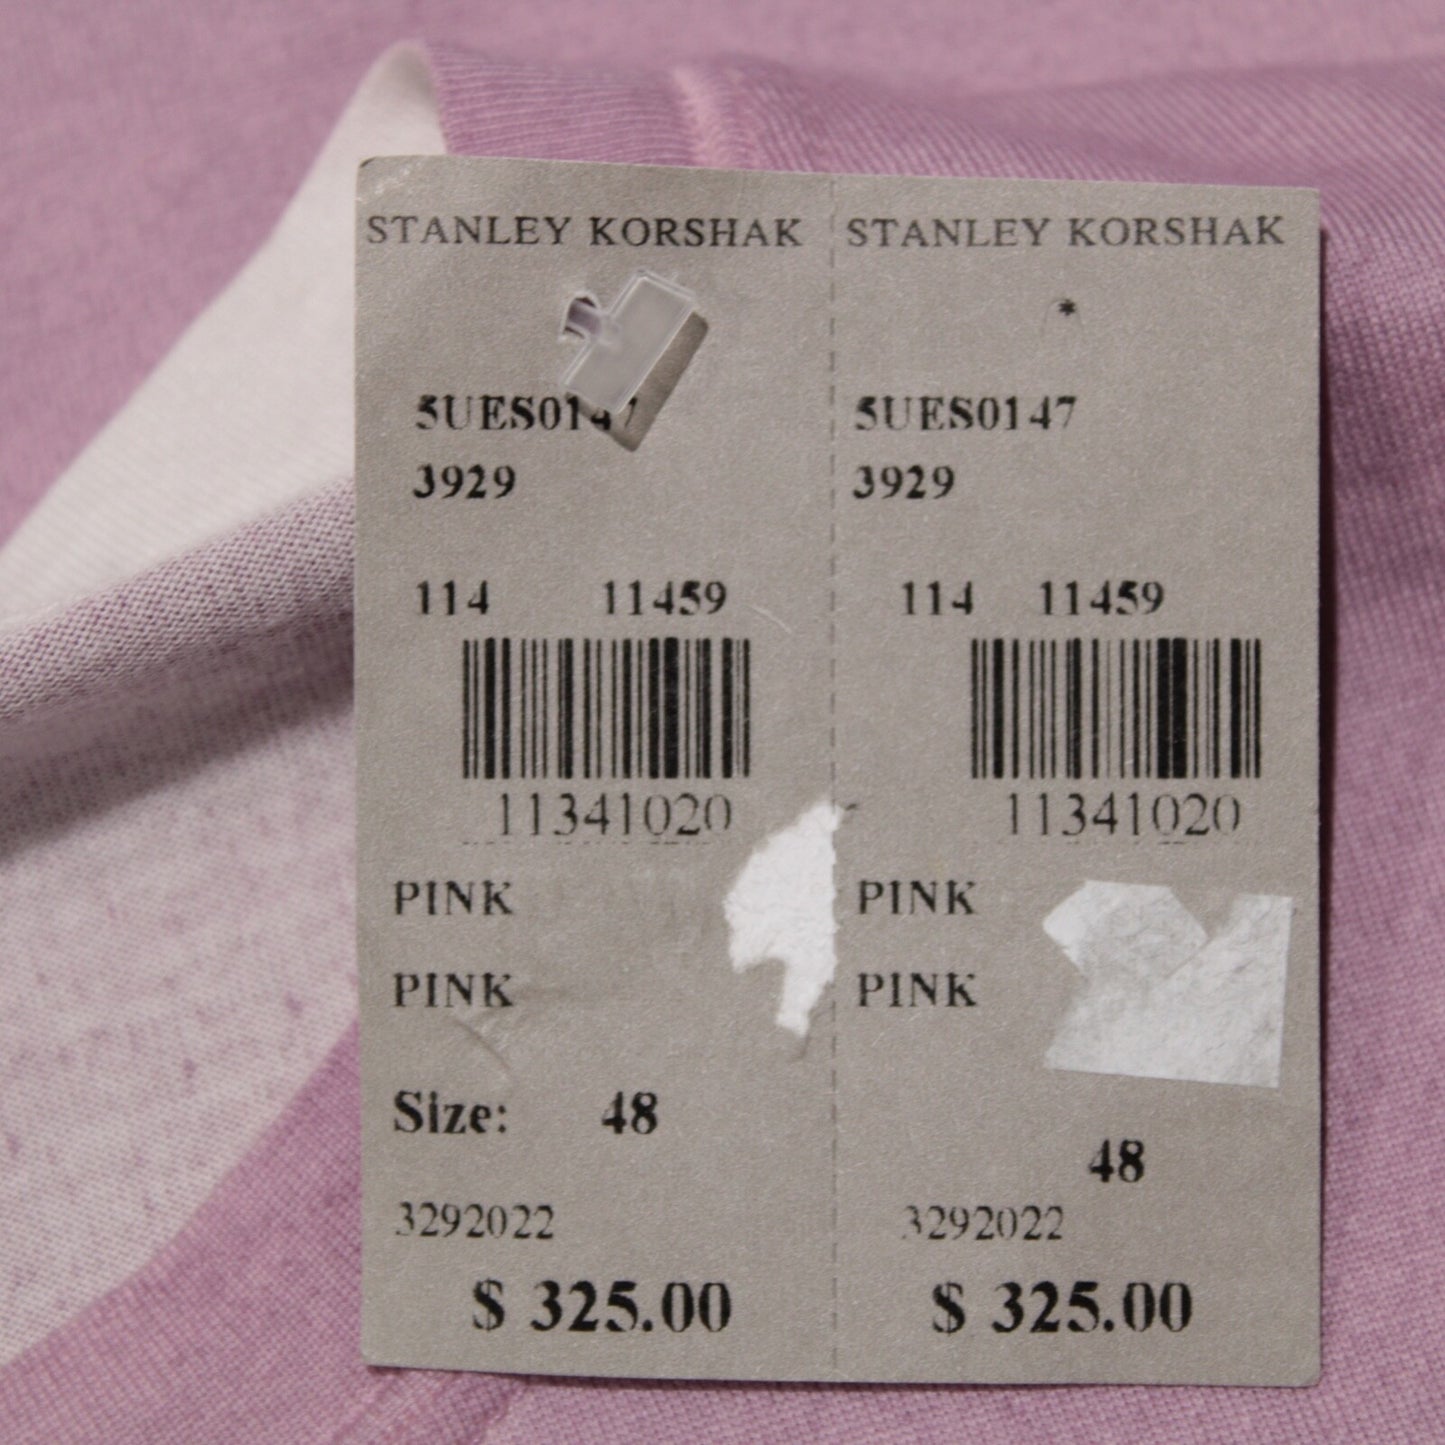 STANLEY KORSHAK
5UES0147
3929
114 11459
11341020
PINK
PINK
Size: 48
3292022
$ 325.00
STANLEY KORSHAK
*
5UES0147
3929
114 11459
11341020
PINK
PINK
48
3292022
$ 325.00